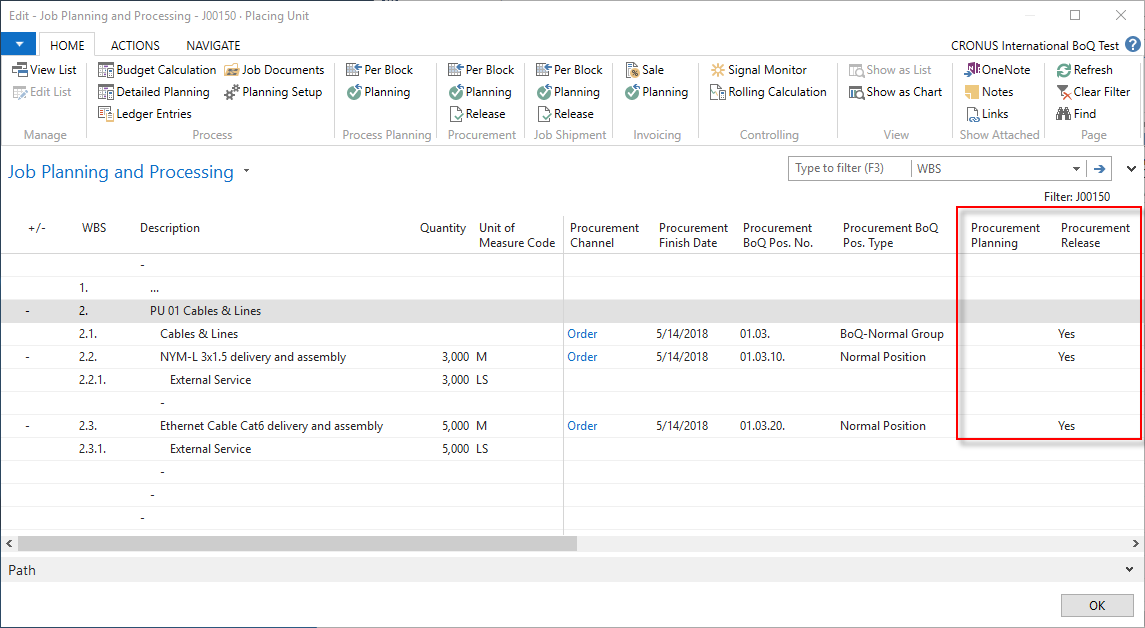 Edit - Job Planning and Processing - J00150 · Placing Unit
HOME ACTIONS NAVIGATE CRONUS International BoQ Test ?
View List Budget Calculation Job Documents Per Block Per Block Per Block Sale Signal Monitor Show as List OneNote Refresh
Edit List Detailed Planning Planning Setup Planning Planning Planning Planning Rolling Calculation Show as Chart Notes Clear Filter
Ledger Entries Release Release Links Find
Manage Process Process Planning Procurement Job Shipment Invoicing Controlling View Show Attached Page
Job Planning and Processing Type to filter (F3) WBS
Filter: J00150
+/- WBS Description Quantity Unit of Procurement Procurement Procurement Procurement BoQ Procurement Procurement
Measure Code Channel Finish Date BoQ Pos. No. Pos. Type Planning Release
-
1. ...
- 2. PU 01 Cables & Lines
2.1. Cables & Lines Order 5/14/2018 01.03. BoQ-Normal Group Yes
- 2.2. NYM-L 3x1.5 delivery and assembly 3,000 M Order 5/14/2018 01.03.10. Normal Position Yes
2.2.1. External Service 3,000 LS
-
- 2.3. Ethernet Cable Cat6 delivery and assembly 5,000 M Order 5/14/2018 01.03.20. Normal Position Yes
2.3.1. External Service 5,000 LS
-
-
-
Path
OK